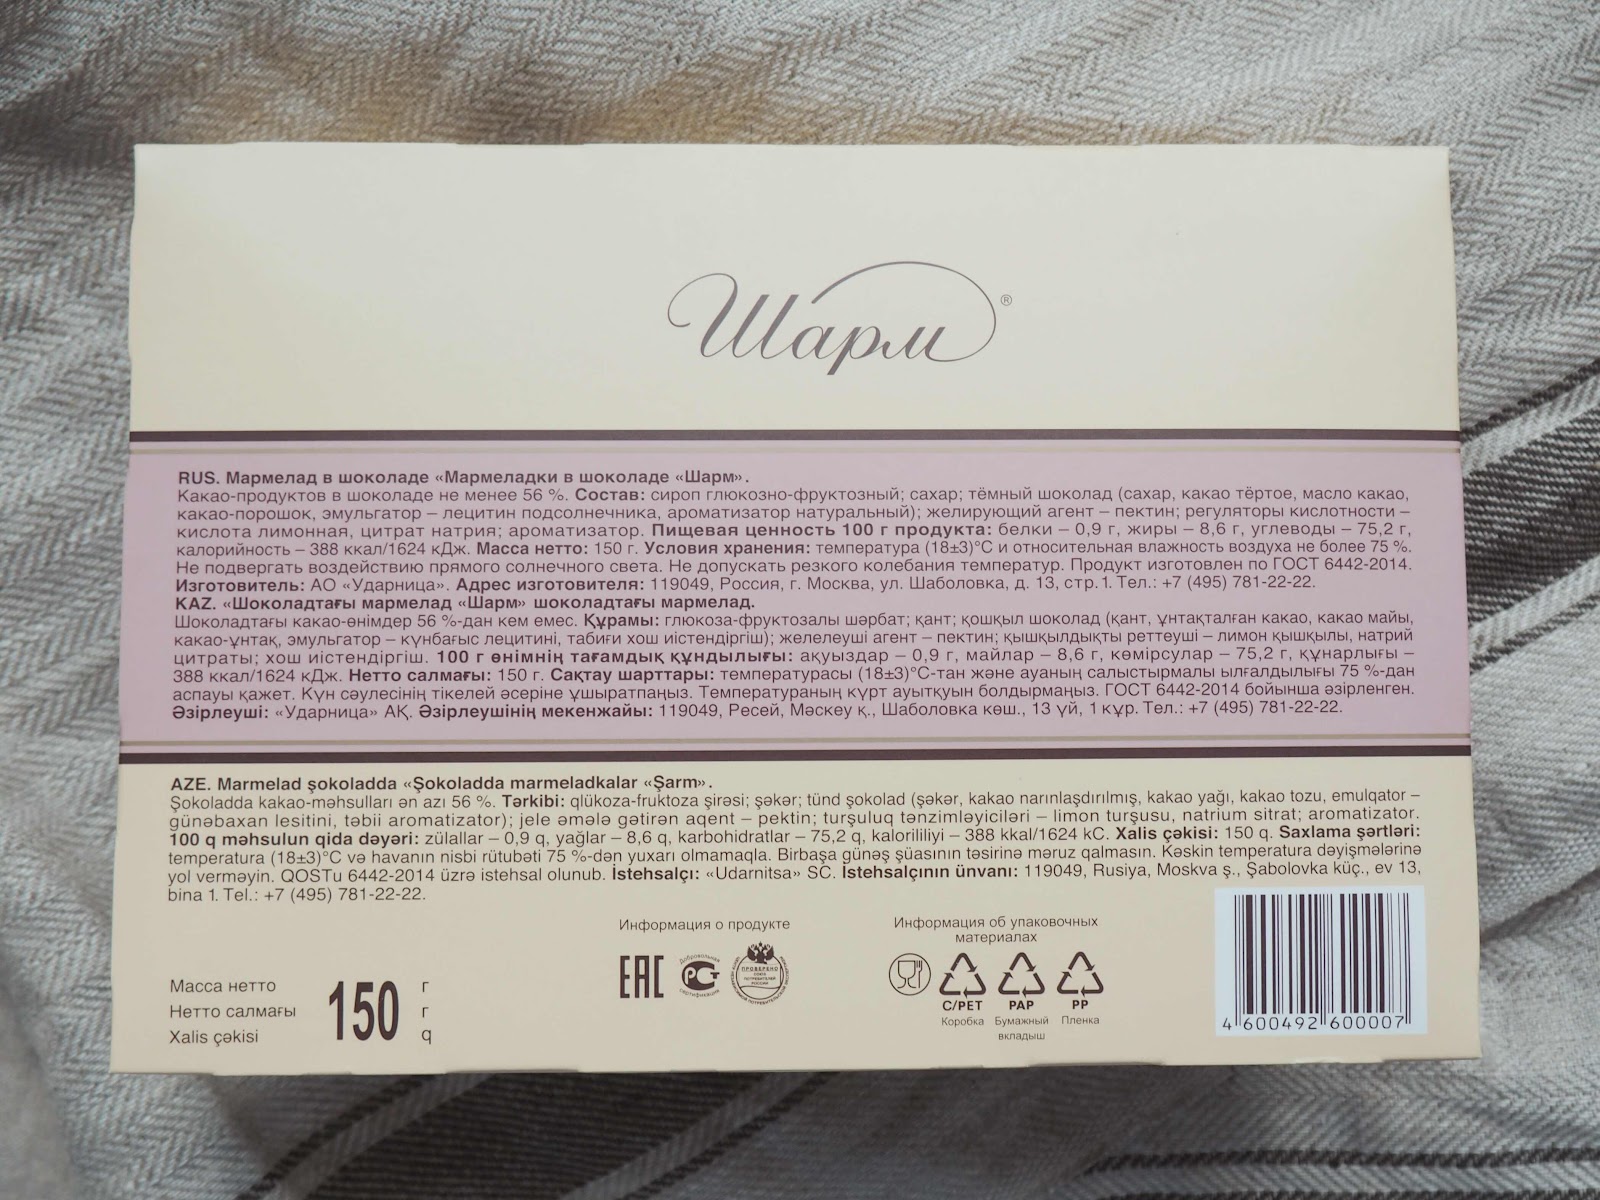 Шарм®
RUS. Мармелад в шоколаде «Мармеладки в шоколаде «Шарм».
Какао-продуктов в шоколаде не менее 56 %. Состав: сироп глюкозно-фруктозный; сахар; тёмный шоколад (сахар, какао тёртое, масло какао,
какао-порошок, эмульгатор – лецитин подсолнечника, ароматизатор натуральный); желирующий агент – пектин; регуляторы кислотности –
кислота лимонная, цитрат натрия; ароматизатор. Пищевая ценность 100 г продукта: белки – 0,9 г, жиры – 8,6 г, углеводы – 75,2 г,
калорийность – 388 ккал/1624 кДж. Масса нетто: 150 г. Условия хранения: температура (18±3)°С и относительная влажность воздуха не более 75 %.
Не подвергать воздействию прямого солнечного света. Не допускать резкого колебания температур. Продукт изготовлен по ГОСТ 6442-2014.
Изготовитель: АО «Ударница». Адрес изготовителя: 119049, Россия, г. Москва, ул. Шаболовка, д. 13, стр. 1. Тел.: +7 (495) 781-22-22.
KAZ. «Шоколадтағы мармелад «Шарм» шоколадтағы мармелад.
Шоколадтағы какао-өнімдер 56 %-дан кем емес. Құрамы: глюкоза-фруктозалы шәрбат; қант; қошқыл шоколад (қант, ұнтақталған какао, какао майы,
какао-ұнтақ, эмульгатор – күнбағыс лецитині, табиғи хош иістендіргіш); желелеуші агент – пектин; қышқылдықты реттеуші – лимон қышқылы, натрий
цитраты; хош иістендіргіш. 100 г өнімнің тағамдық құндылығы: ақуыздар – 0,9 г, майлар – 8,6 г, көмірсулар – 75,2 г, құнарлығы –
388 ккал/1624 кДж. Нетто салмағы: 150 г. Сақтау шарттары: температурасы (18±3)°С-тан және ауаның салыстырмалы ылғалдылығы 75 %-дан
аспауы қажет. Күн сәулесінің тікелей әсеріне ұшыратпаңыз. Температураның күрт ауытқуын болдырмаңыз. ГОСТ 6442-2014 бойынша әзірленген.
Әзірлеуші: «Ударница» АҚ. Әзірлеушінің мекенжайы: 119049, Ресей, Мәскеу қ., Шаболовка көш., 13 үй, 1 құр. Тел.: +7 (495) 781-22-22.
AZE. Marmelad şokoladda «Şokoladda marmeladkalar «Şarm».
Şokoladda kakao-məhsulları ən azı 56 %. Tərkibi: qlükoza-fruktoza şirəsi; şəkər; tünd şokolad (şəkər, kakao narınlaşdırılmış, kakao yağı, kakao tozu, emulqator –
günəbaxan lesitini, təbii aromatizator); jele əmələ gətirən aqent – pektin; turşuluq tənzimləyiciləri – limon turşusu, natrium sitrat; aromatizator.
100 q məhsulun qida dəyəri: zülallar – 0,9 q, yağlar – 8,6 q, karbohidratlar – 75,2 q, kalorililiyi – 388 kkal/1624 kC. Xalis çəkisi: 150 q. Saxlama şərtləri:
temperatura (18±3)°C və havanın nisbi rütubəti 75 %-dən yuxarı olmamaqla. Birbaşa günəş şüasının təsirinə məruz qalmasın. Kəskin temperatura dəyişmələrinə
yol verməyin. QOSTu 6442-2014 üzrə istehsal olunub. İstehsalçı: «Udarnitsa» SC. İstehsalçının ünvanı: 119049, Rusiya, Moskva ş., Şabolovka küç., ev 13,
bina 1. Tel.: +7 (495) 781-22-22.
Информация о продукте
EAC
Добровольная
РСТ
сертификация
ПРОВЕРЕНО
Информация об упаковочных
материалах
C/PET PAP PP
Коробка Бумажный Пленка
вкладыш
Масса нетто 150 г
Нетто салмағы г
Xalis çəkisi q
4 600492 600007